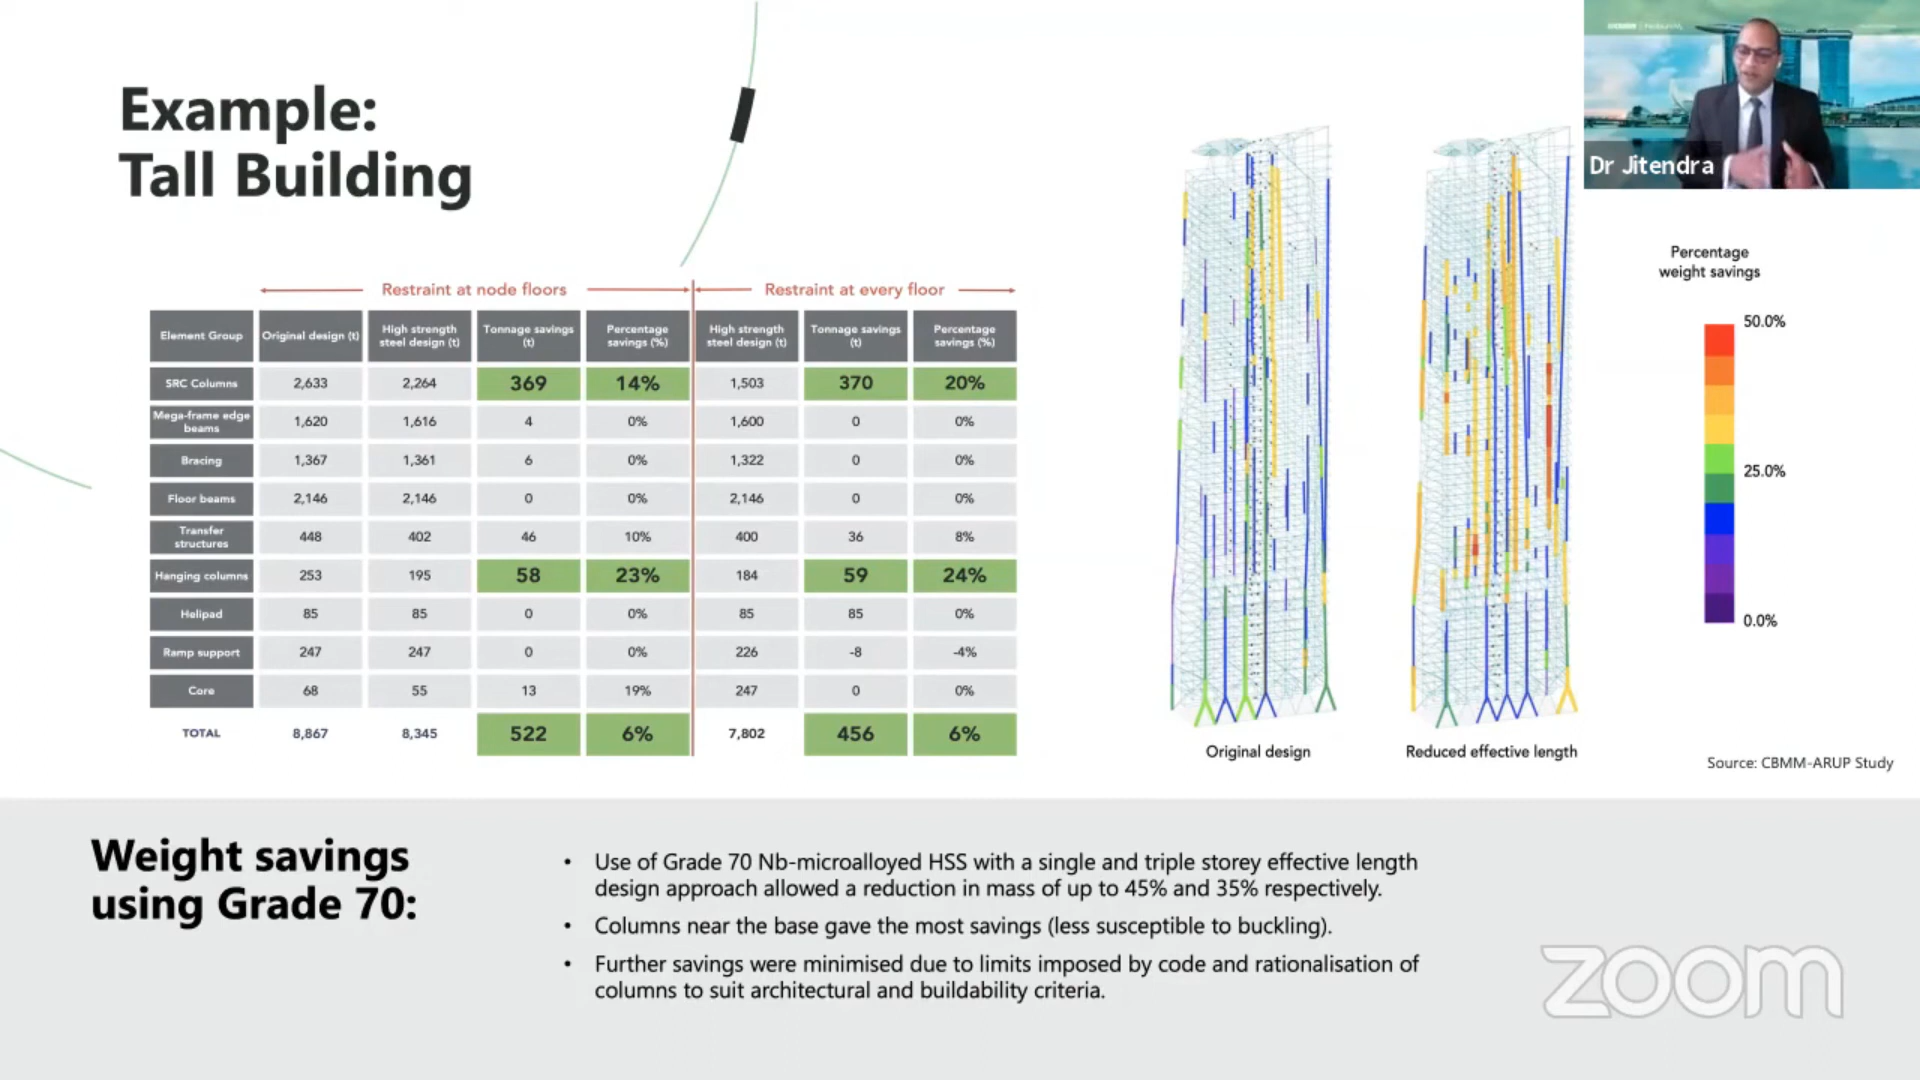 Example:
Tall Building
Dr Jitendra
Restraint at node floors
Restraint at every floor
Element Group
Original design (t)
High strength
steel design (t)
Tonnage savings
(t)
Percentage
savings (%)
High strength
steel design (t)
Tonnage savings
(t)
Percentage
savings (%)
SRC Columns 2,633 2,264 369 14% 1,503 370 20%
Mega-frame edge
beams
1,620 1,616 4 0% 1,600 0 0%
Bracing 1,367 1,361 6 0% 1,322 0 0%
Floor beams 2,146 2,146 0 0% 2,146 0 0%
Transfer
structures
448 402 46 10% 400 36 8%
Hanging columns 253 195 58 23% 184 59 24%
Helipad 85 85 0 0% 85 85 0%
Ramp support 247 247 0 0% 226 -8 -4%
Core 68 55 13 19% 247 0 0%
TOTAL 8,867 8,345 522 6% 7,802 456 6%
Original design
Reduced effective length
Percentage
weight savings
50.0%
25.0%
0.0%
Source: CBMM-ARUP Study
Weight savings
using Grade 70:
• Use of Grade 70 Nb-microalloyed HSS with a single and triple storey effective length
design approach allowed a reduction in mass of up to 45% and 35% respectively.
• Columns near the base gave the most savings (less susceptible to buckling).
• Further savings were minimised due to limits imposed by code and rationalisation of
columns to suit architectural and buildability criteria.
zoom